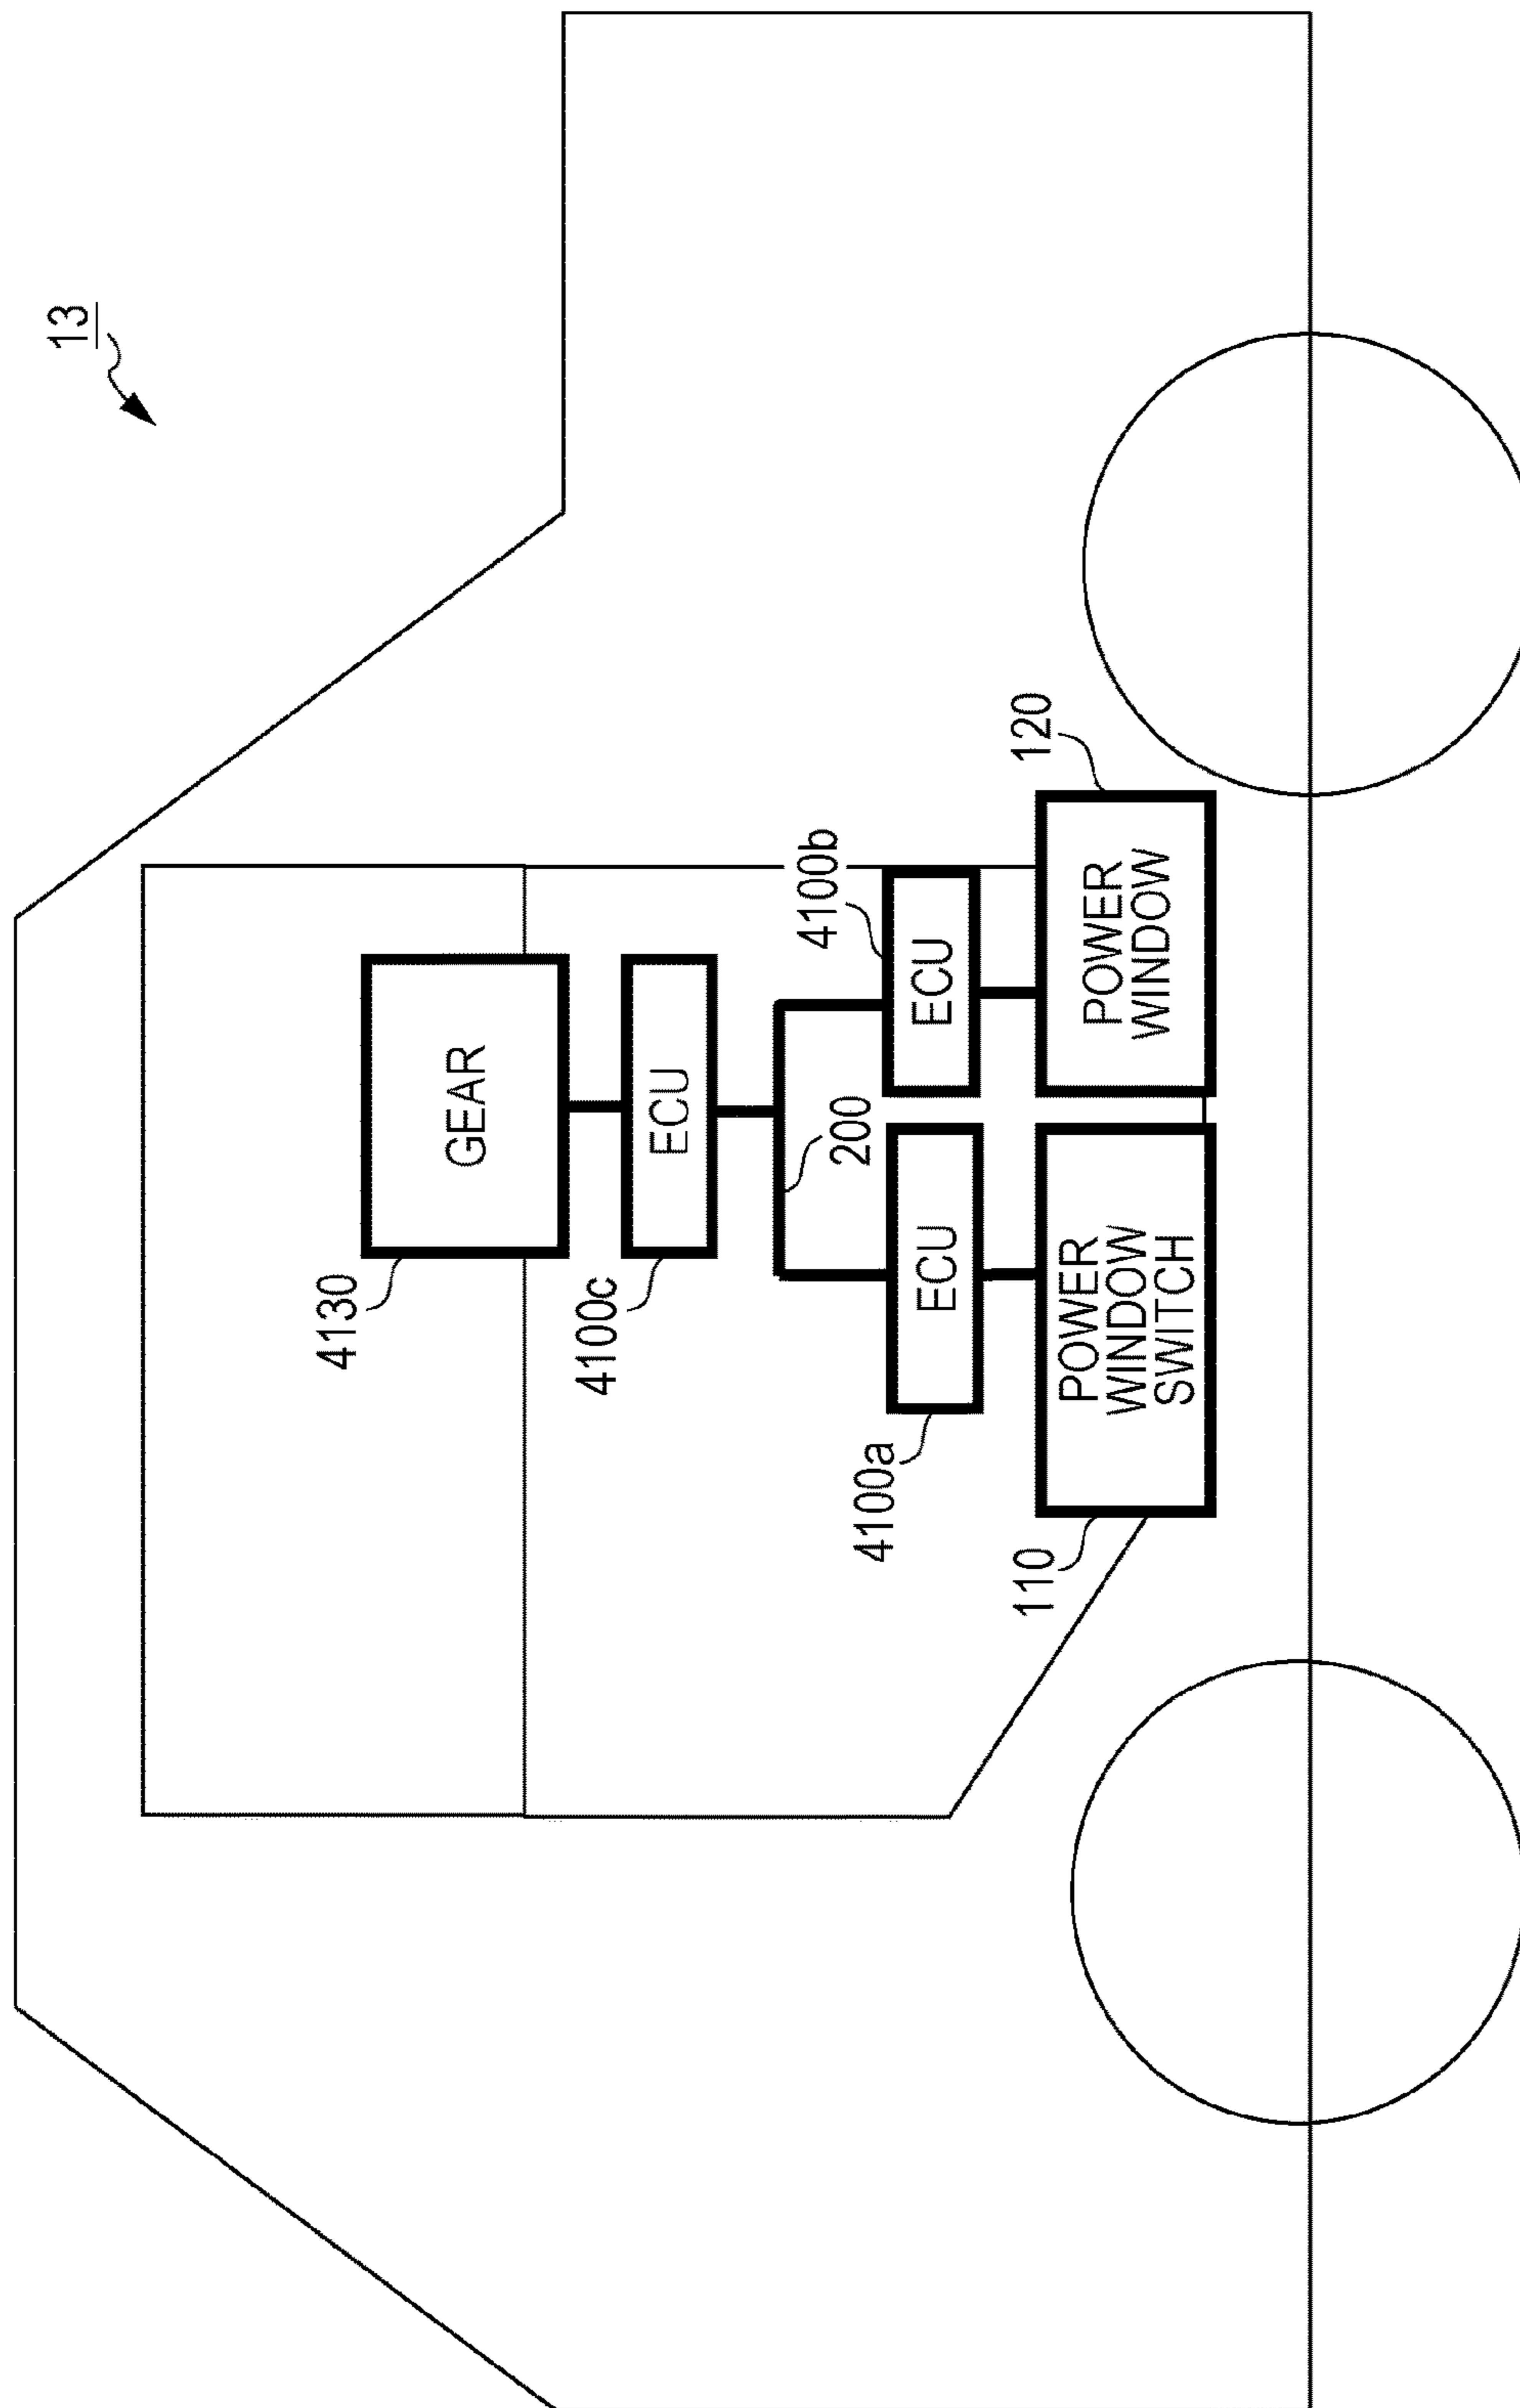 13
4130
GEAR
4100c
ECU
200
4100a
ECU
4100b
ECU
110
POWER
WINDOW
SWITCH
120
POWER
WINDOW